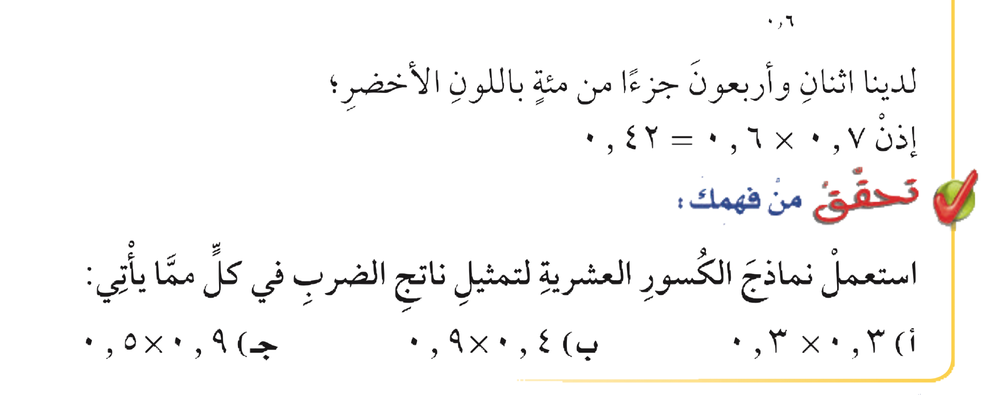 ٠,٦
لدينا اثنانِ وأربعونَ جزءًا من مئةٍ باللونِ الأخضرِ؛
إذنْ ٠,٧ × ٠,٦ = ٠,٤٢
تحقَّقْ منْ فهمِكَ:
استعملْ نماذجَ الكُسورِ العشريةِ لتمثيلِ ناتجِ الضربِ في كلٍّ ممَّا يأْتِي:
أ) ٠,٣ × ٠,٣ ب) ٠,٤×٠,٩ جـ) ٠,٩×٠,٥